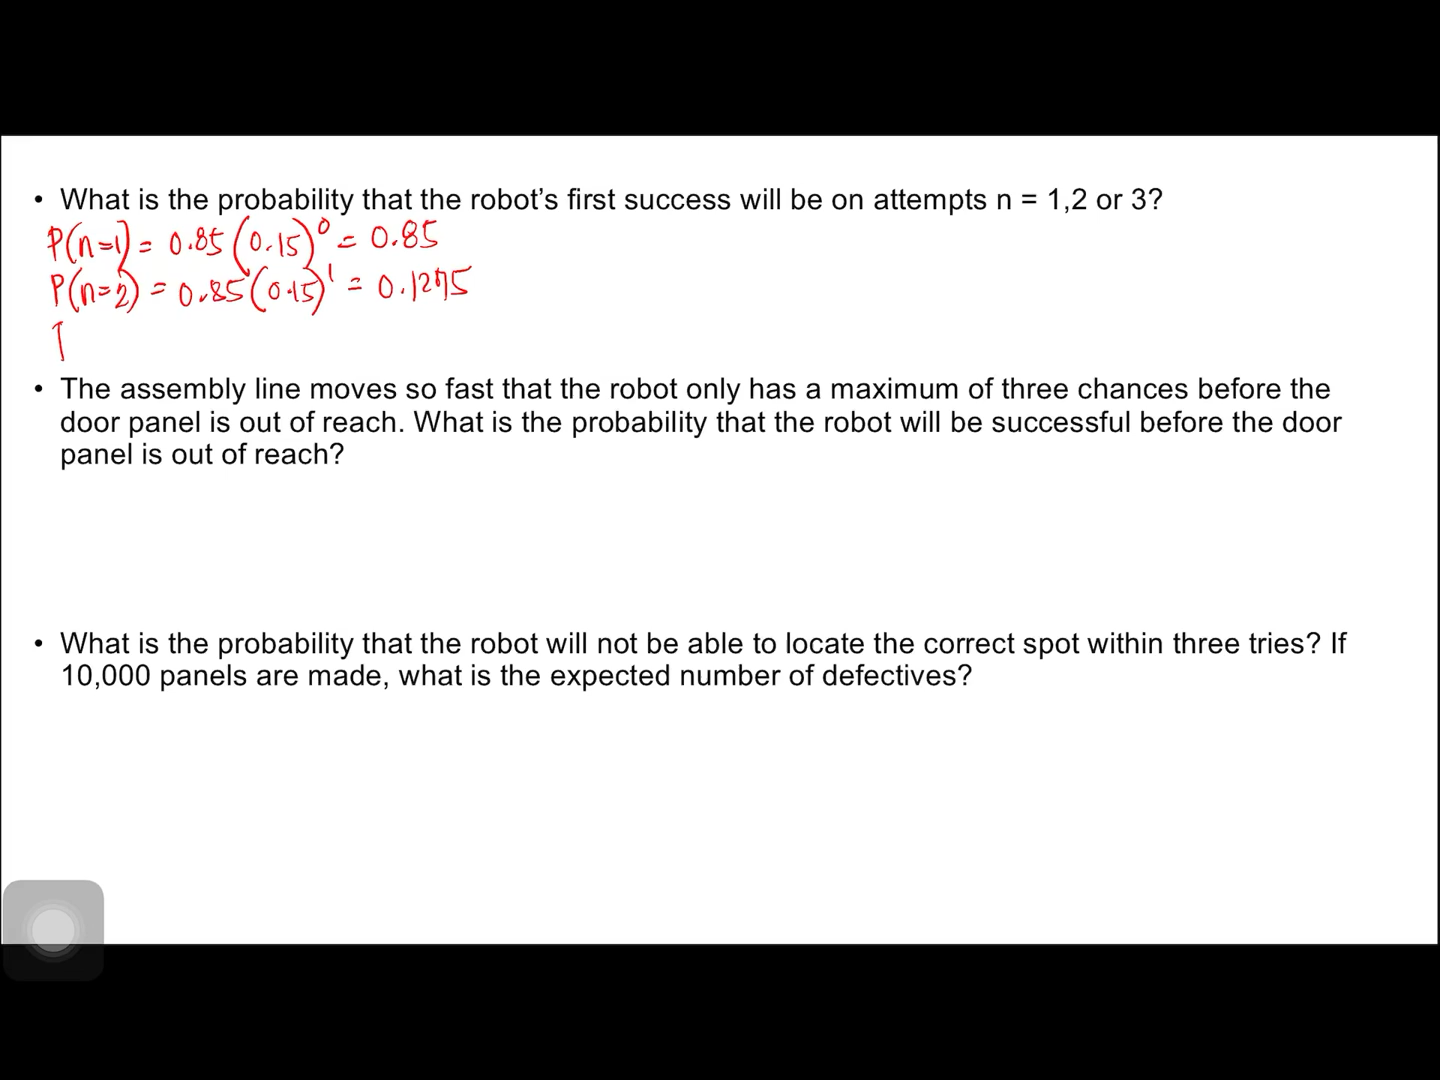 • What is the probability that the robot’s first success will be on attempts n = 1,2 or 3?
P(n=1) = 0.85(0.15)⁰ = 0.85
P(n=2) = 0.85(0.15)¹ = 0.1275
• The assembly line moves so fast that the robot only has a maximum of three chances before the
door panel is out of reach. What is the probability that the robot will be successful before the door
panel is out of reach?
• What is the probability that the robot will not be able to locate the correct spot within three tries? If
10,000 panels are made, what is the expected number of defectives?